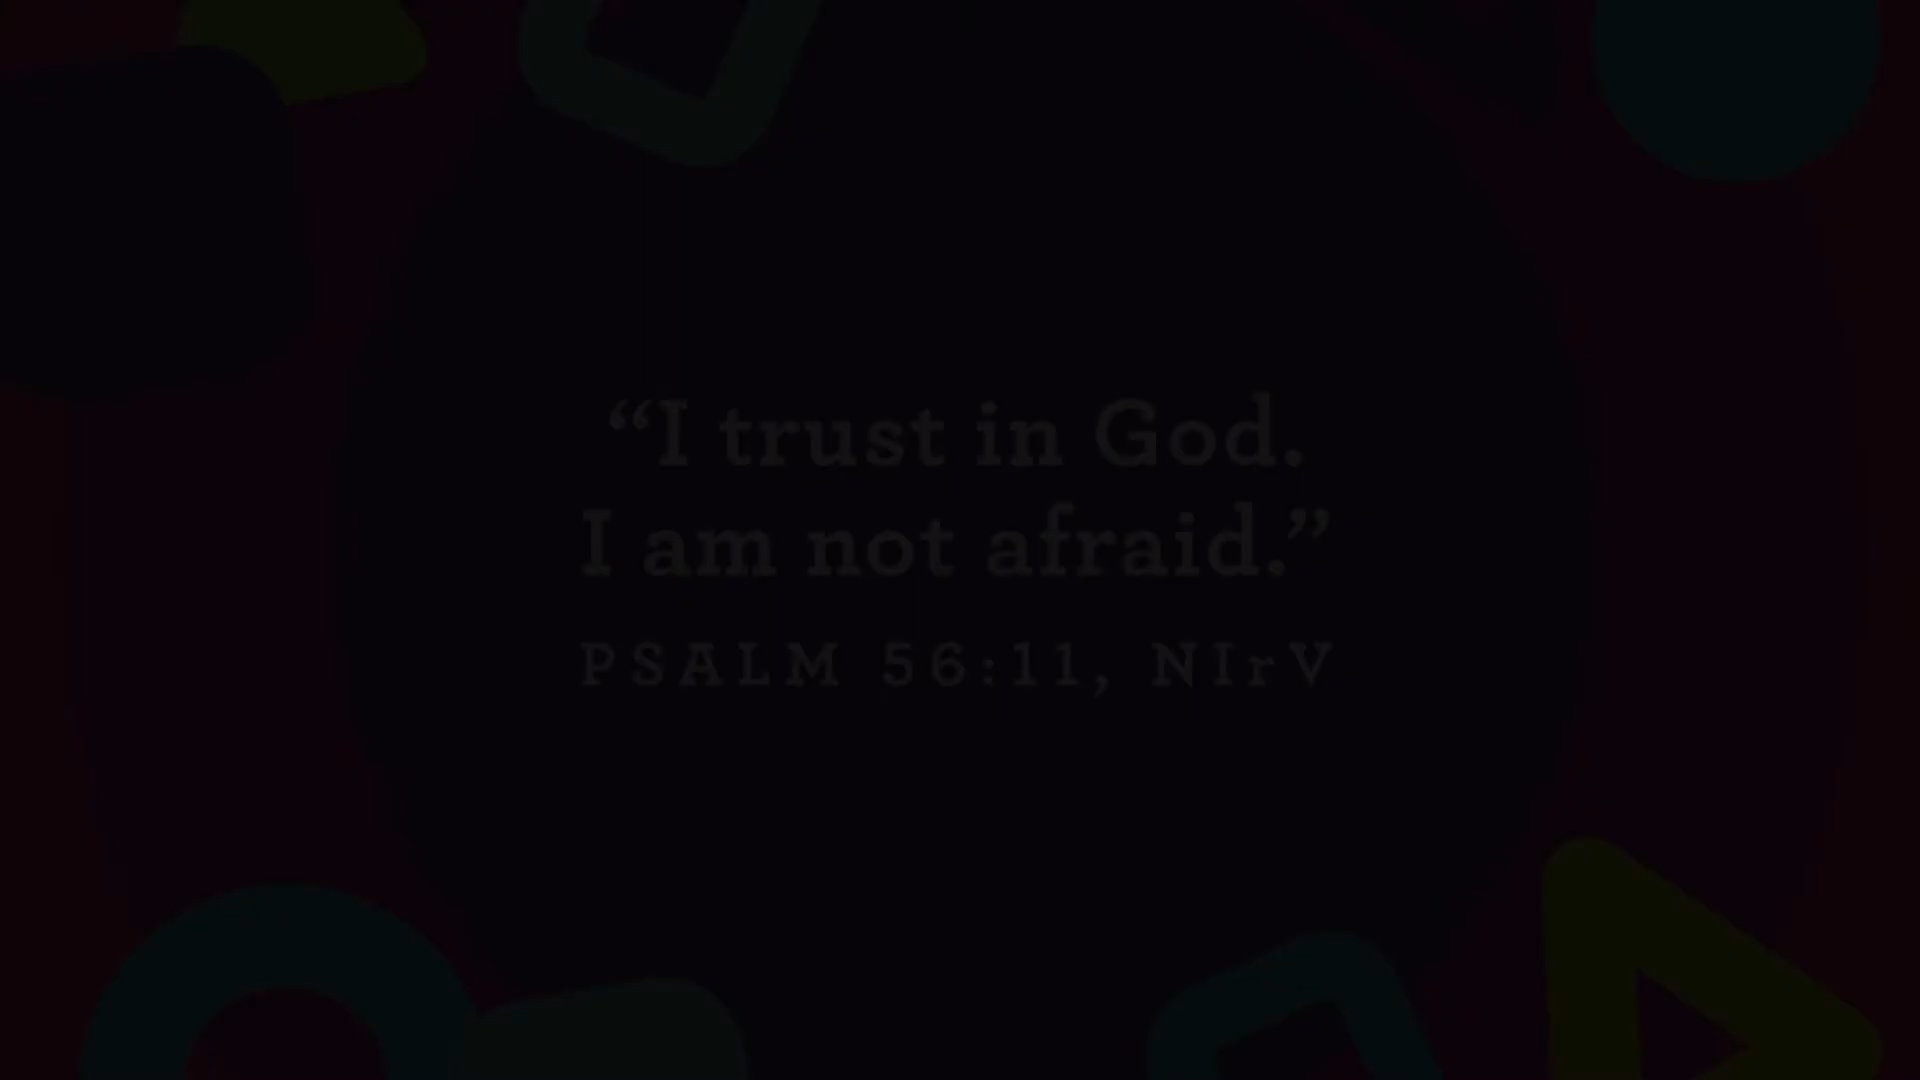 “I trust in God.
I am not afraid.”
PSALM 56:11, NIrV